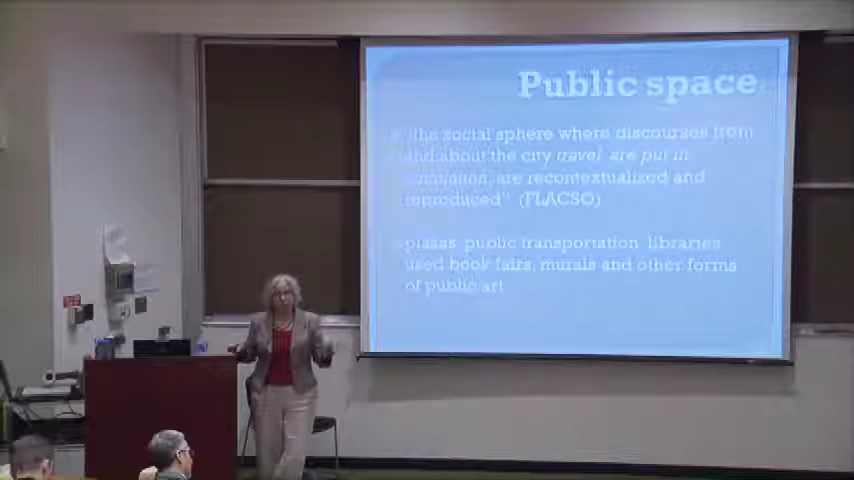 Public space
"the social sphere where discourses from
and about the city travel, are put in
circulation, are recontextualized and
reproduced" (FLACSO)
plazas, public transportation, libraries,
used book fairs, murals and other forms
of public art